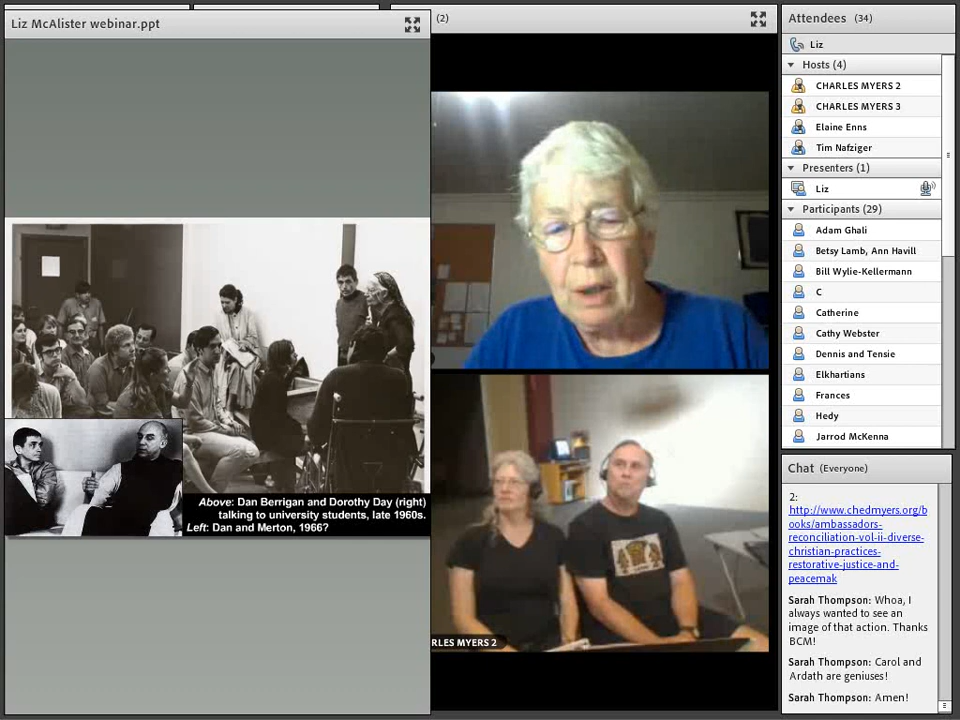 Liz McAlister webinar.ppt
Above: Dan Berrigan and Dorothy Day (right)
talking to university students, late 1960s.
Left: Dan and Merton, 1966?
(2)
RLES MYERS 2
Attendees (34)
Liz
Hosts (4)
CHARLES MYERS 2
CHARLES MYERS 3
Elaine Enns
Tim Nafziger
Presenters (1)
Liz
Participants (29)
Adam Ghali
Betsy Lamb, Ann Havill
Bill Wylie-Kellermann
C
Catherine
Cathy Webster
Dennis and Tensie
Elkhartians
Frances
Hedy
Jarrod McKenna
Chat (Everyone)
2:
http://www.chedmyers.org/b
ooks/ambassadors-
reconciliation-vol-ii-diverse-
christian-practices-
restorative-justice-and-
peacemak
Sarah Thompson: Whoa, I
always wanted to see an
image of that action. Thanks
BCM!
Sarah Thompson: Carol and
Ardath are geniuses!
Sarah Thompson: Amen!